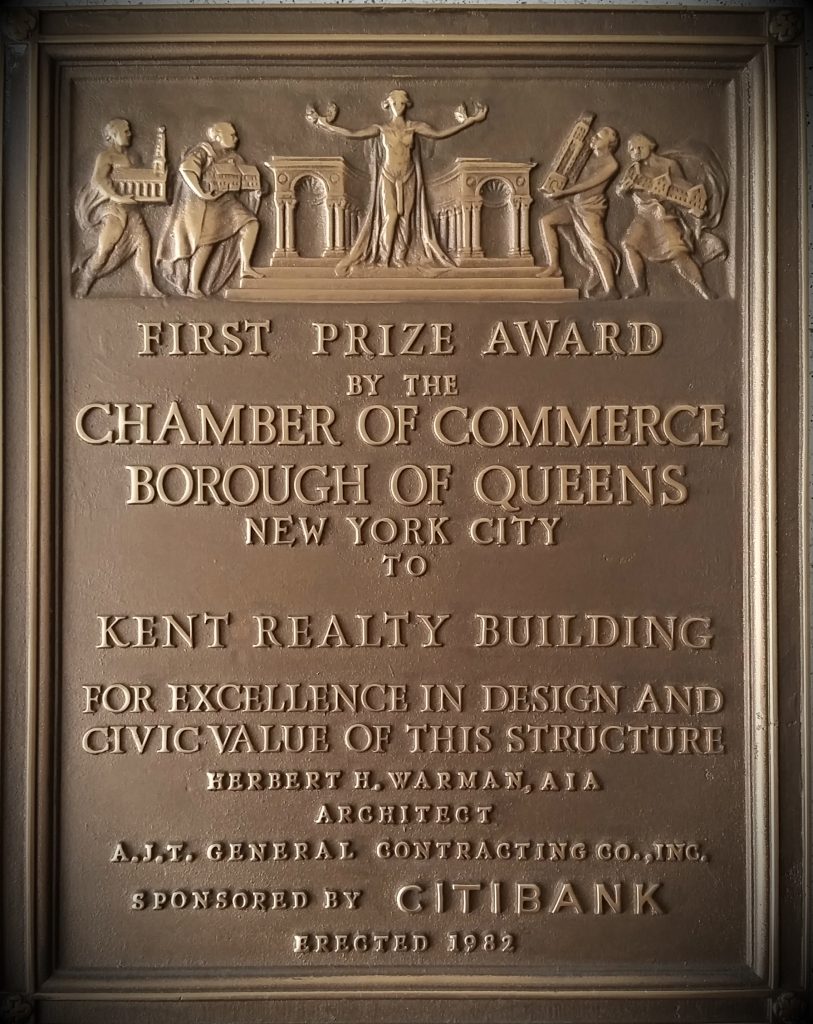 FIRST PRIZE AWARD
BY THE
CHAMBER OF COMMERCE
BOROUGH OF QUEENS
NEW YORK CITY
TO
KENT REALTY BUILDING
FOR EXCELLENCE IN DESIGN AND
CIVIC VALUE OF THIS STRUCTURE
HERBERT H. WARMAN, AIA
ARCHITECT
A.J.T. GENERAL CONTRACTING CO., INC.
SPONSORED BY CITIBANK
ERECTED 1982